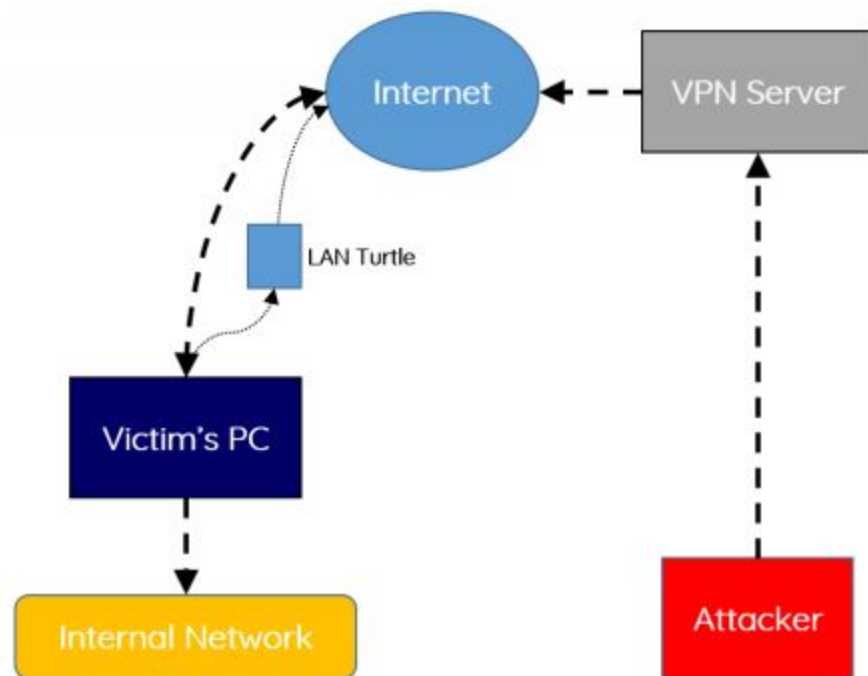 Internet
VPN Server
LAN Turtle
Victim's PC
Internal Network
Attacker